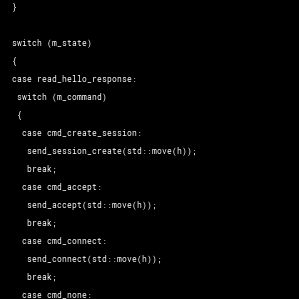 }
switch (m_state)
{
case read_hello_response:
switch (m_command)
{
case cmd_create_session:
send_session_create(std::move(h));
break;
case cmd_accept:
send_accept(std::move(h));
break;
case cmd_connect:
send_connect(std::move(h));
break;
case cmd_none: